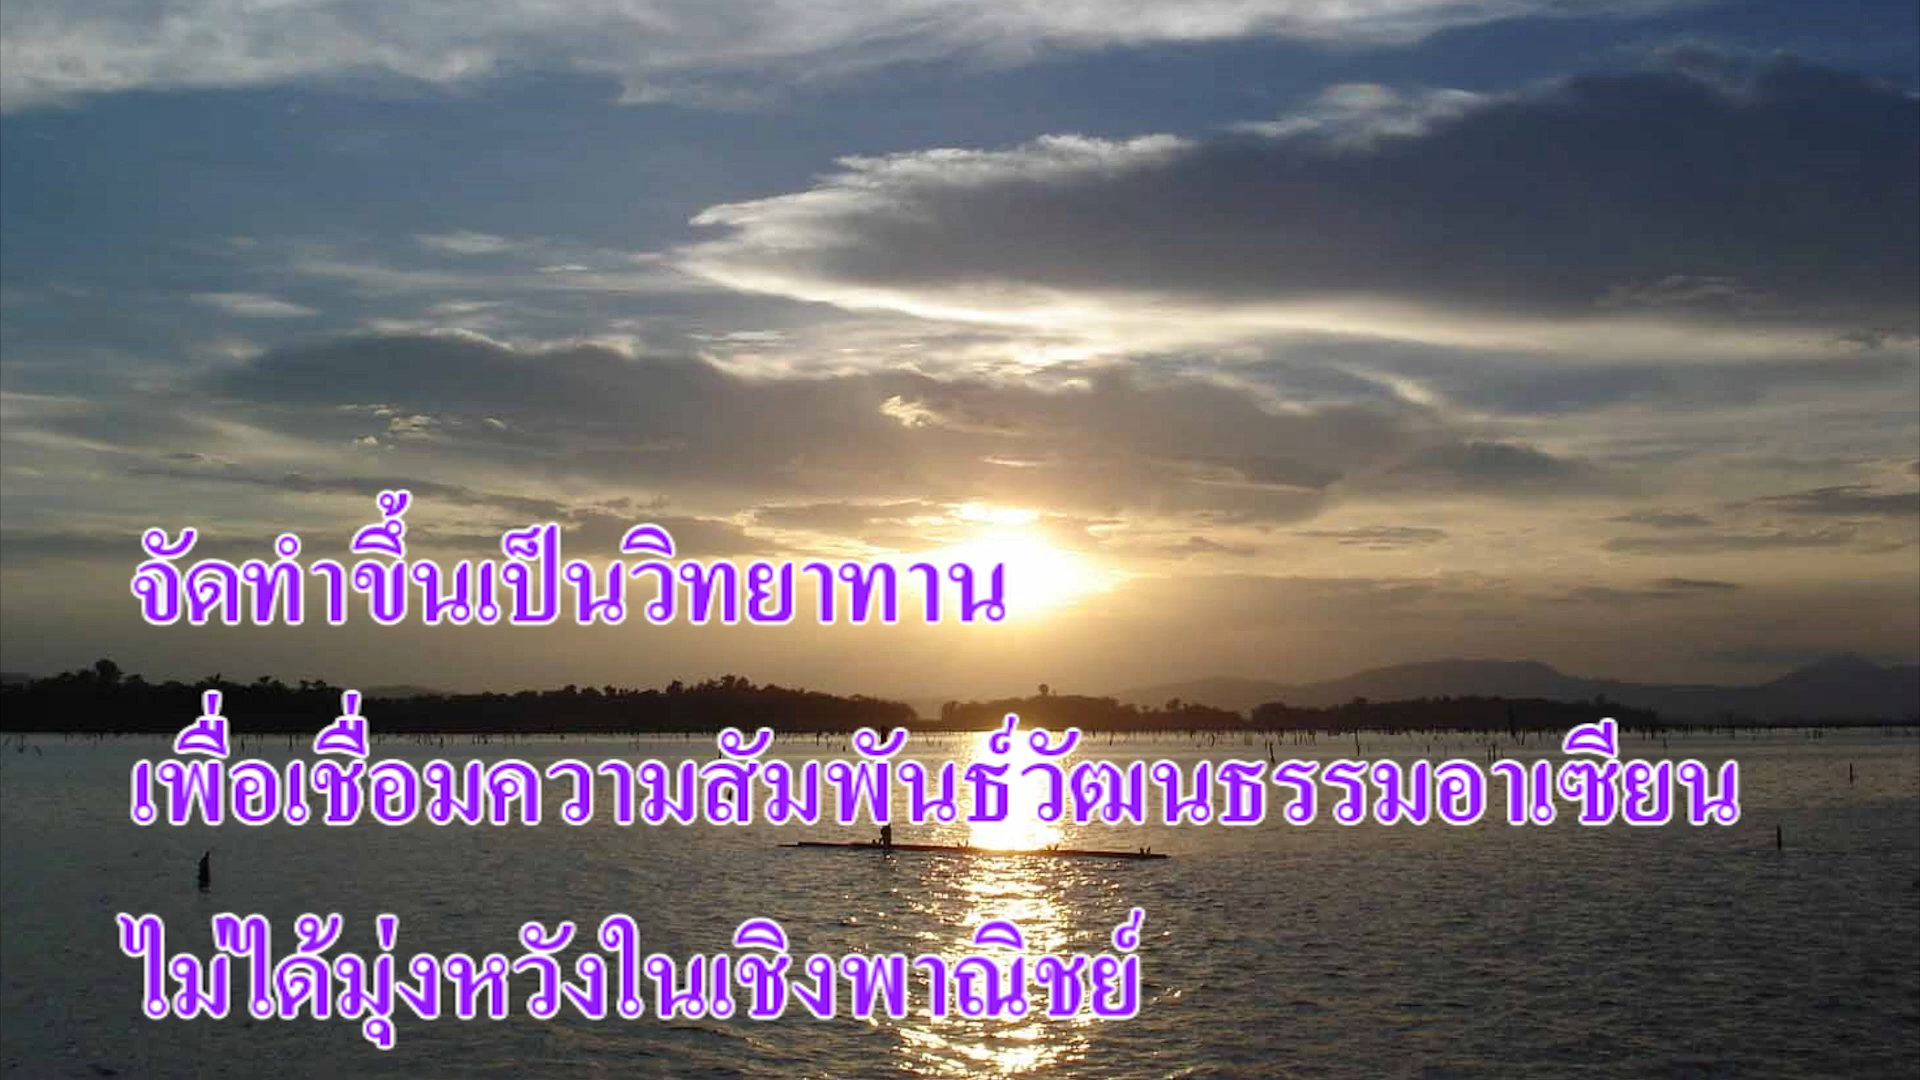 จัดทำขึ้นเป็นวิทยาทาน
เพื่อเชื่อมความสัมพันธ์วัฒนธรรมอาเซียน
ไม่ได้มุ่งหวังในเชิงพาณิชย์